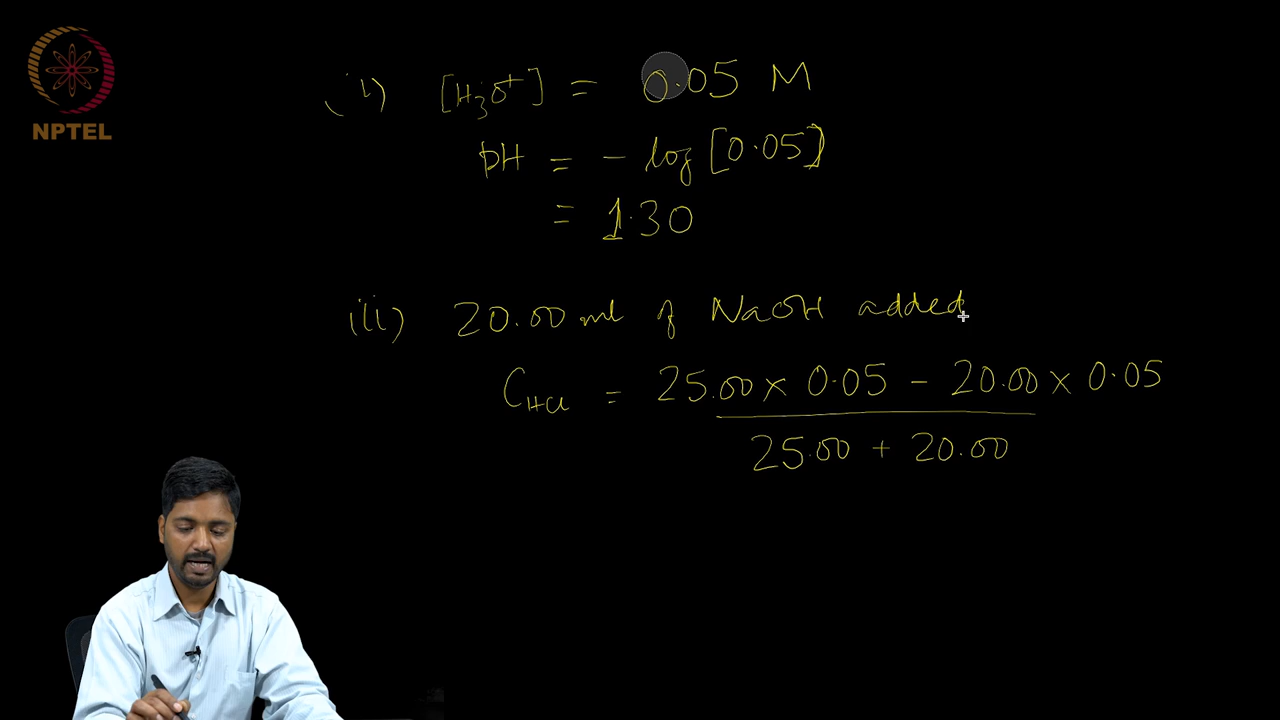 NPTEL
(i) [H3O+] = 0.05 M
pH = - log [0.05]
= 1.30
(ii) 20.00 ml of NaOH added
CHCl = 25.00 × 0.05 - 20.00 × 0.05
25.00 + 20.00